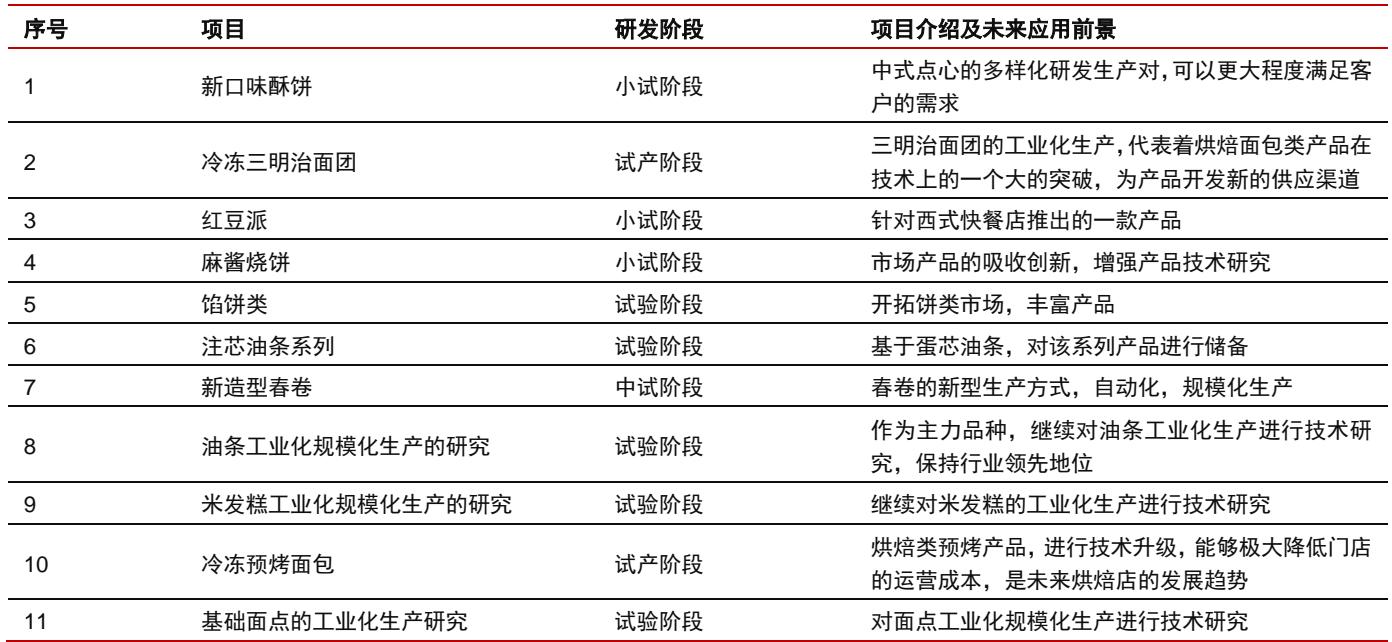 序号 项目 研发阶段 项目介绍及未来应用前景
1 新口味酥饼 小试阶段 中式点心的多样化研发生产对,可以更大程度满足客
户的需求
2 冷冻三明治面团 试产阶段 三明治面团的工业化生产,代表着烘焙面包类产品在
技术上的一个大的突破，为产品开发新的供应渠道
3 红豆派 小试阶段 针对西式快餐店推出的一款产品
4 麻酱烧饼 小试阶段 市场产品的吸收创新，增强产品技术研究
5 馅饼类 试验阶段 开拓饼类市场，丰富产品
6 注芯油条系列 试验阶段 基于蛋芯油条，对该系列产品进行储备
7 新造型春卷 中试阶段 春卷的新型生产方式，自动化，规模化生产
8 油条工业化规模化生产的研究 试验阶段 作为主力品种，继续对油条工业化生产进行技术研
究，保持行业领先地位
9 米发糕工业化规模化生产的研究 试验阶段 继续对米发糕的工业化生产进行技术研究
10 冷冻预烤面包 试产阶段 烘焙类预烤产品，进行技术升级，能够极大降低门店
的运营成本，是未来烘焙店的发展趋势
11 基础面点的工业化生产研究 试验阶段 对面点工业化规模化生产进行技术研究